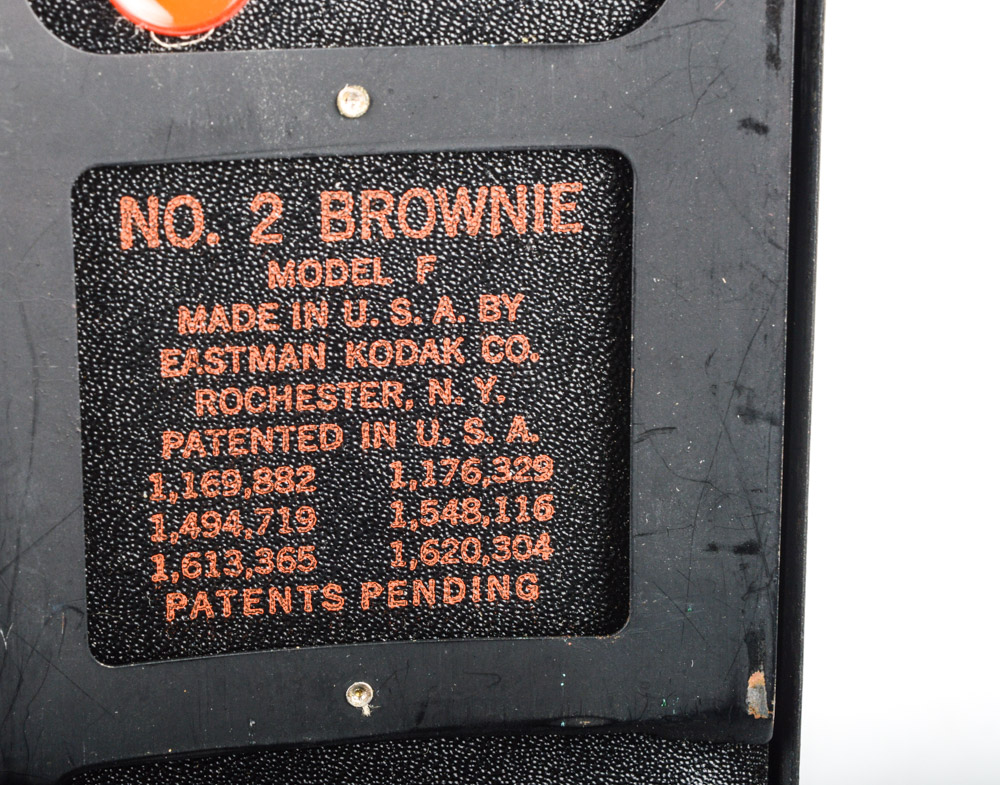 NO. 2 BROWNIE
MODEL F
MADE IN U. S. A. BY
EASTMAN KODAK CO.
ROCHESTER, N. Y.
PATENTED IN U. S. A.
1,169,882 1,176,329
1,494,719 1,548,116
1,613,365 1,620,304
PATENTS PENDING